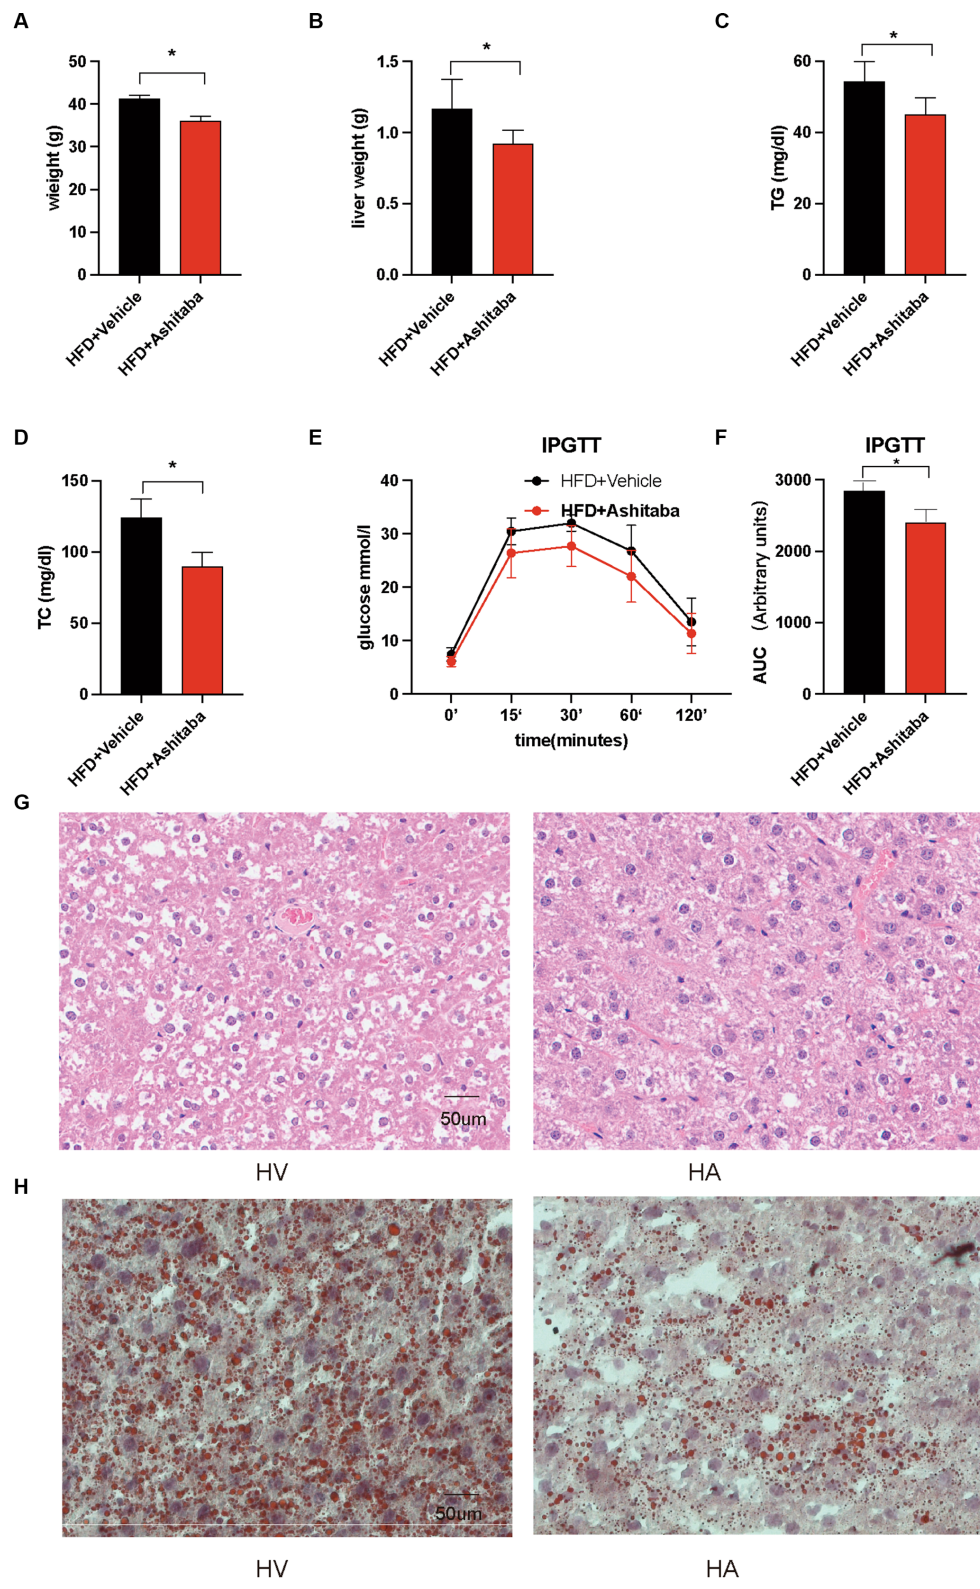 A
B
C
*
*
*
50
40
30
20
10
0
wieight (g)
HFD+Vehicle
HFD+Ashitaba
1.5
1.0
0.5
0.0
liver weight (g)
HFD+Vehicle
HFD+Ashitaba
60
40
20
0
TG (mg/dl)
HFD+Vehicle
HFD+Ashitaba
D
*
150
100
50
0
TC (mg/dl)
HFD+Vehicle
HFD+Ashitaba
E
IPGTT
HFD+Vehicle
HFD+Ashitaba
40
30
20
10
0
glucose mmol/l
0’ 15‘ 30’ 60‘ 120’
time(minutes)
F
IPGTT
*
3000
2000
1000
0
AUC （Arbitrary units)
HFD+Vehicle
HFD+Ashitaba
G
50um
HV
HA
H
50um
HV
HA